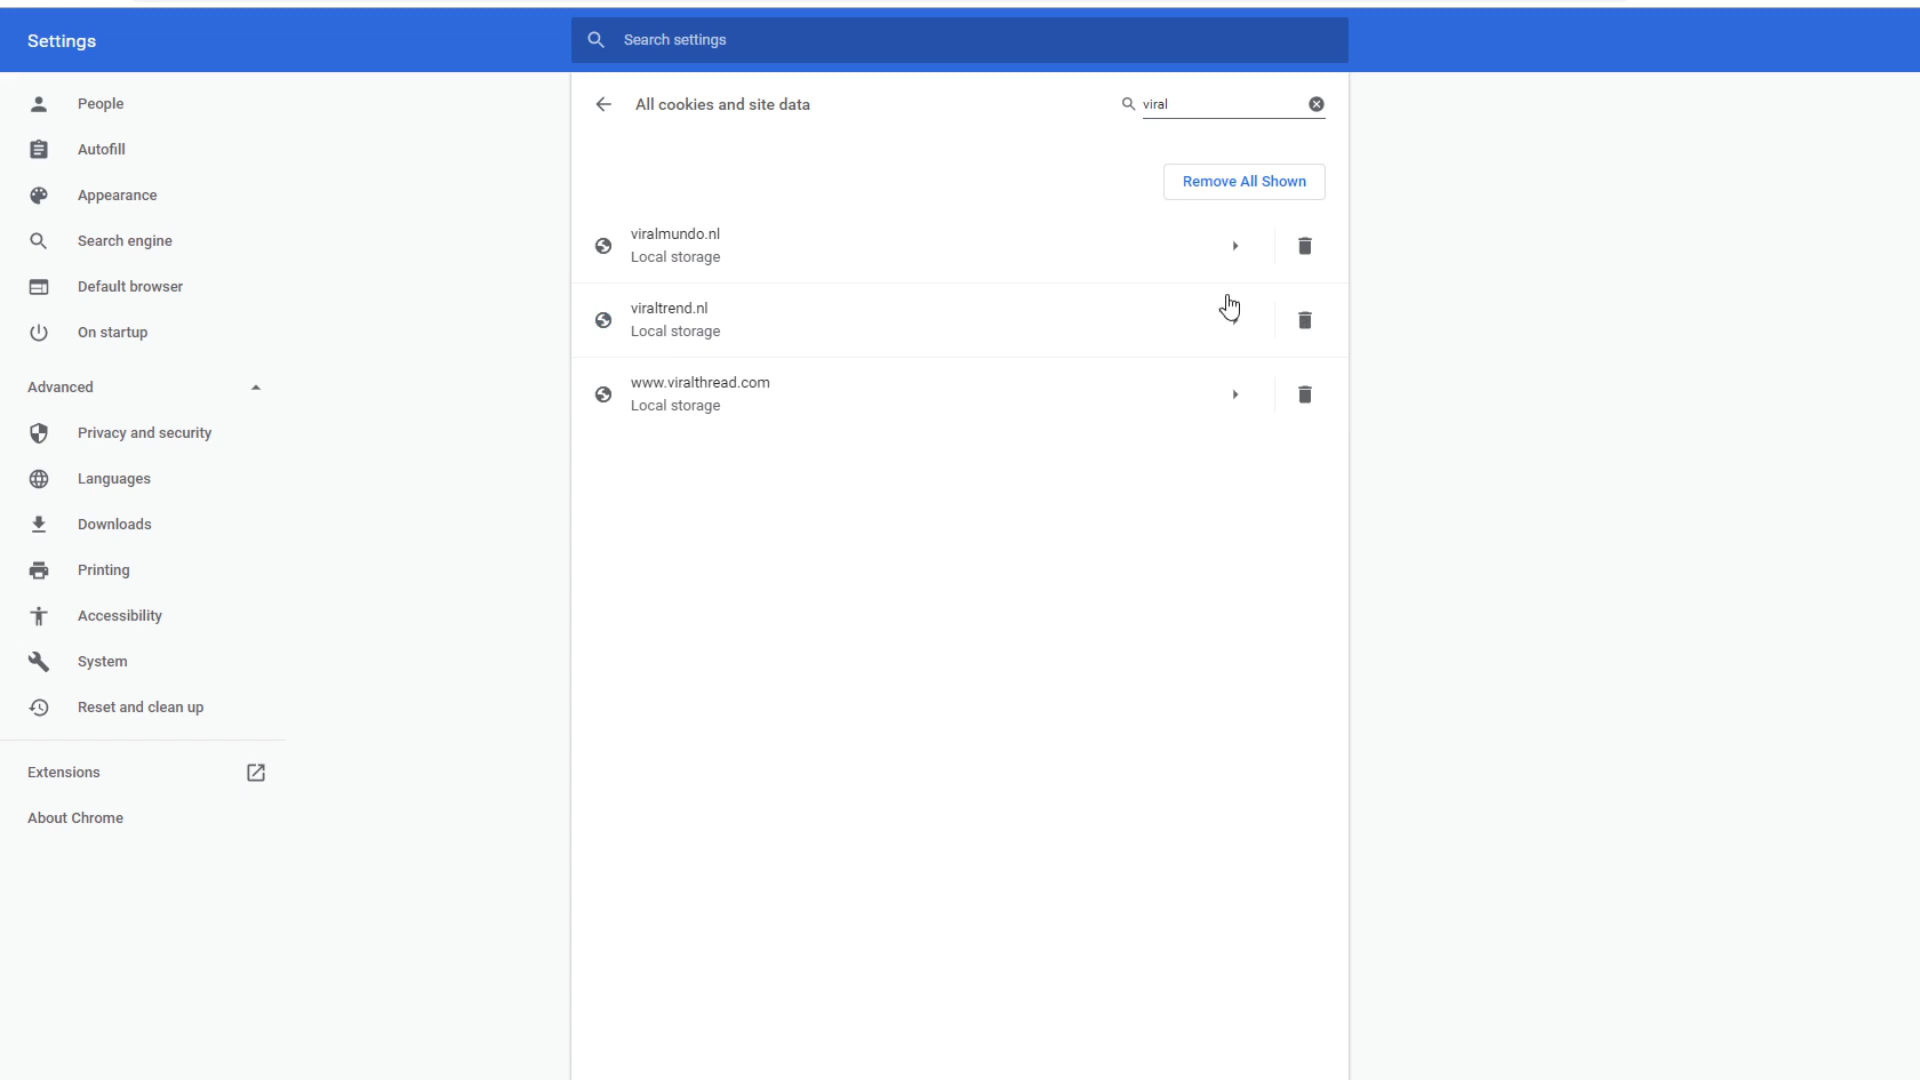 Settings
Search settings
People
Autofill
Appearance
Search engine
Default browser
On startup
Advanced
Privacy and security
Languages
Downloads
Printing
Accessibility
System
Reset and clean up
Extensions
About Chrome
All cookies and site data
viral
Remove All Shown
viralmundo.nl
Local storage
viraltrend.nl
Local storage
www.viralthread.com
Local storage